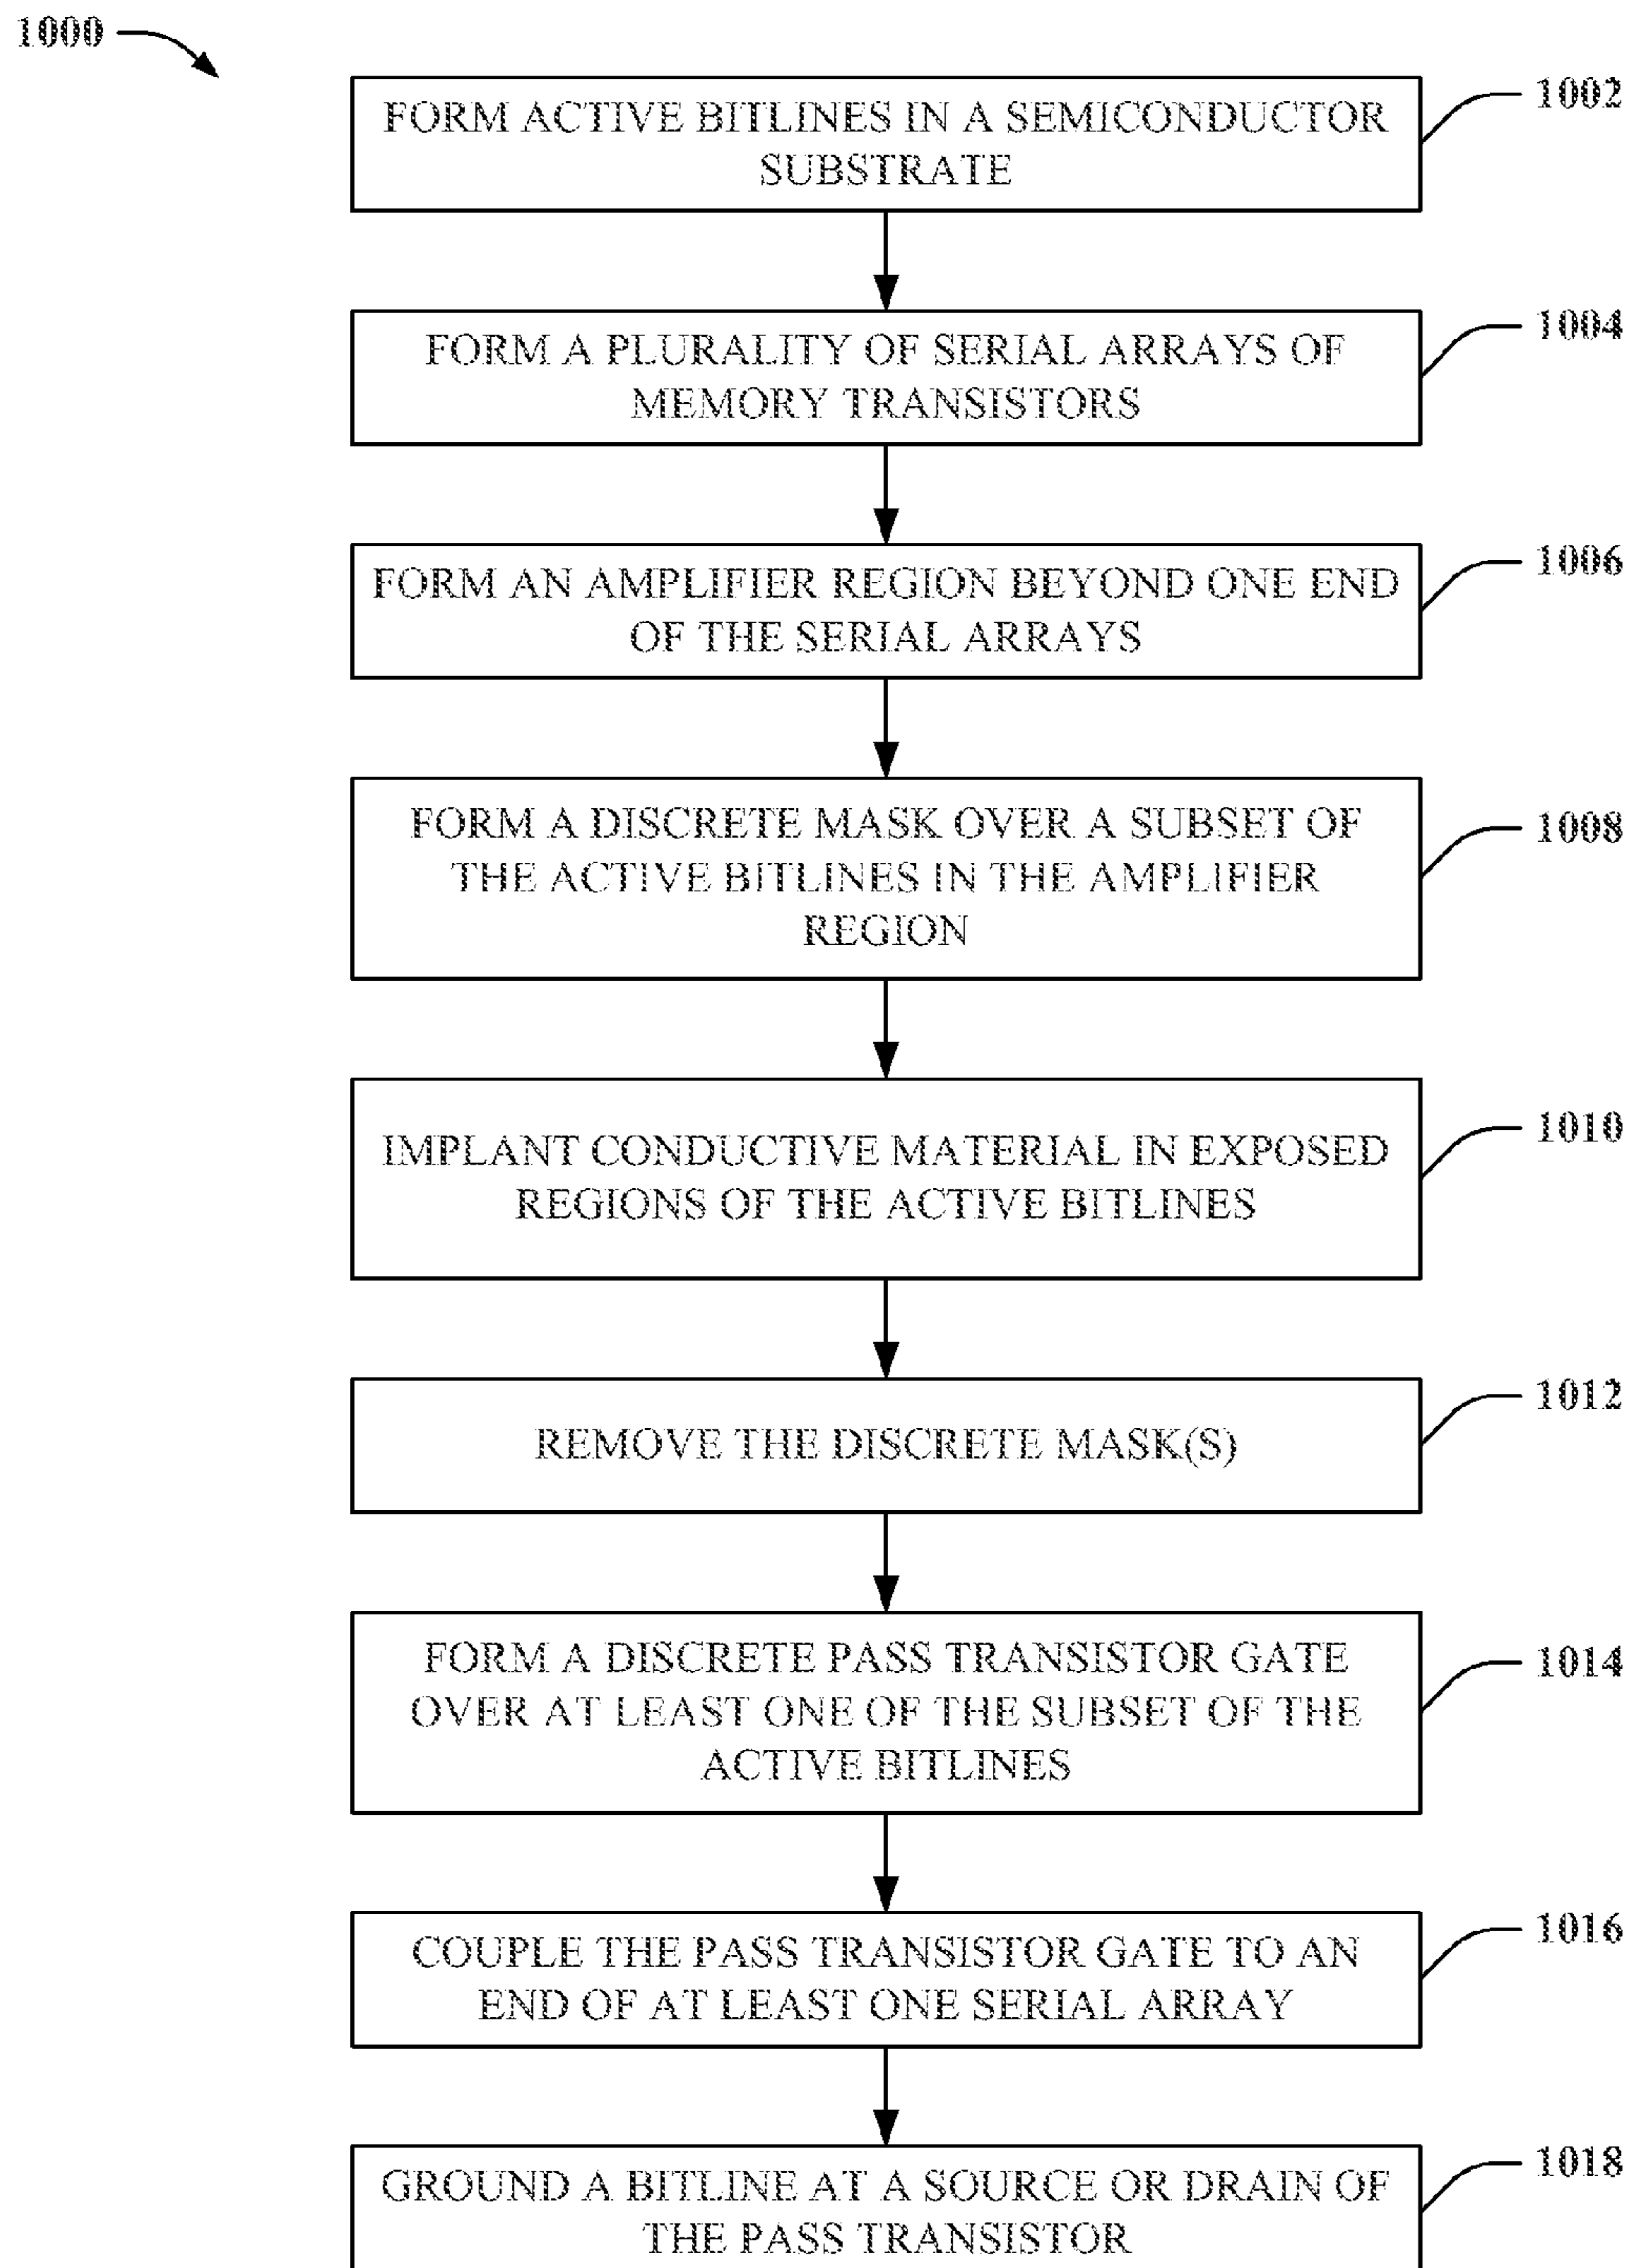 1000
FORM ACTIVE BITLINES IN A SEMICONDUCTOR
SUBSTRATE
1002
FORM A PLURALITY OF SERIAL ARRAYS OF
MEMORY TRANSISTORS
1004
FORM AN AMPLIFIER REGION BEYOND ONE END
OF THE SERIAL ARRAYS
1006
FORM A DISCRETE MASK OVER A SUBSET OF
THE ACTIVE BITLINES IN THE AMPLIFIER
REGION
1008
IMPLANT CONDUCTIVE MATERIAL IN EXPOSED
REGIONS OF THE ACTIVE BITLINES
1010
REMOVE THE DISCRETE MASK(S)
1012
FORM A DISCRETE PASS TRANSISTOR GATE
OVER AT LEAST ONE OF THE SUBSET OF THE
ACTIVE BITLINES
1014
COUPLE THE PASS TRANSISTOR GATE TO AN
END OF AT LEAST ONE SERIAL ARRAY
1016
GROUND A BITLINE AT A SOURCE OR DRAIN OF
THE PASS TRANSISTOR
1018